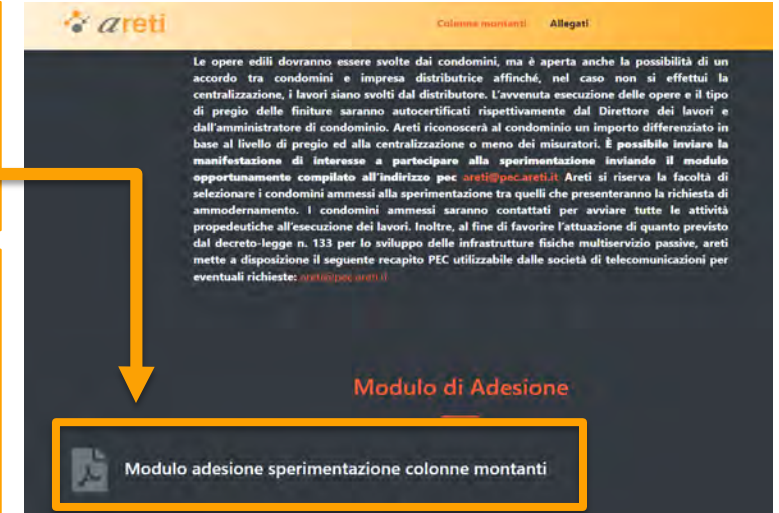 areti
Colonne montanti Allegati
Le opere edili dovranno essere svolte dai condomini, ma è aperta anche la possibilità di un
accordo tra condomini e impresa distributrice affinché, nel caso non si effettui la
centralizzazione, i lavori siano svolti dal distributore. L'avvenuta esecuzione delle opere e il tipo
di pregio delle finiture saranno autocertificati rispettivamente dal Direttore dei lavori e
dall'amministratore di condominio. Areti riconoscerà al condominio un importo differenziato in
base al livello di pregio ed alla centralizzazione o meno dei misuratori. È possibile inviare la
manifestazione di interesse a partecipare alla sperimentazione inviando il modulo
opportunamente compilato all'indirizzo pec areti@pec.areti.it Areti si riserva la facoltà di
selezionare i condomini ammessi alla sperimentazione tra quelli che presenteranno la richiesta di
ammodernamento. I condomini ammessi saranno contattati per avviare tutte le attività
propedeutiche all'esecuzione dei lavori. Inoltre, al fine di favorire l'attuazione di quanto previsto
dal decreto-legge n. 133 per lo sviluppo delle infrastrutture fisiche multiservizio passive, areti
mette a disposizione il seguente recapito PEC utilizzabile dalle società di telecomunicazioni per
eventuali richieste: areti@pec.areti.it
Modulo di Adesione
Modulo adesione sperimentazione colonne montanti